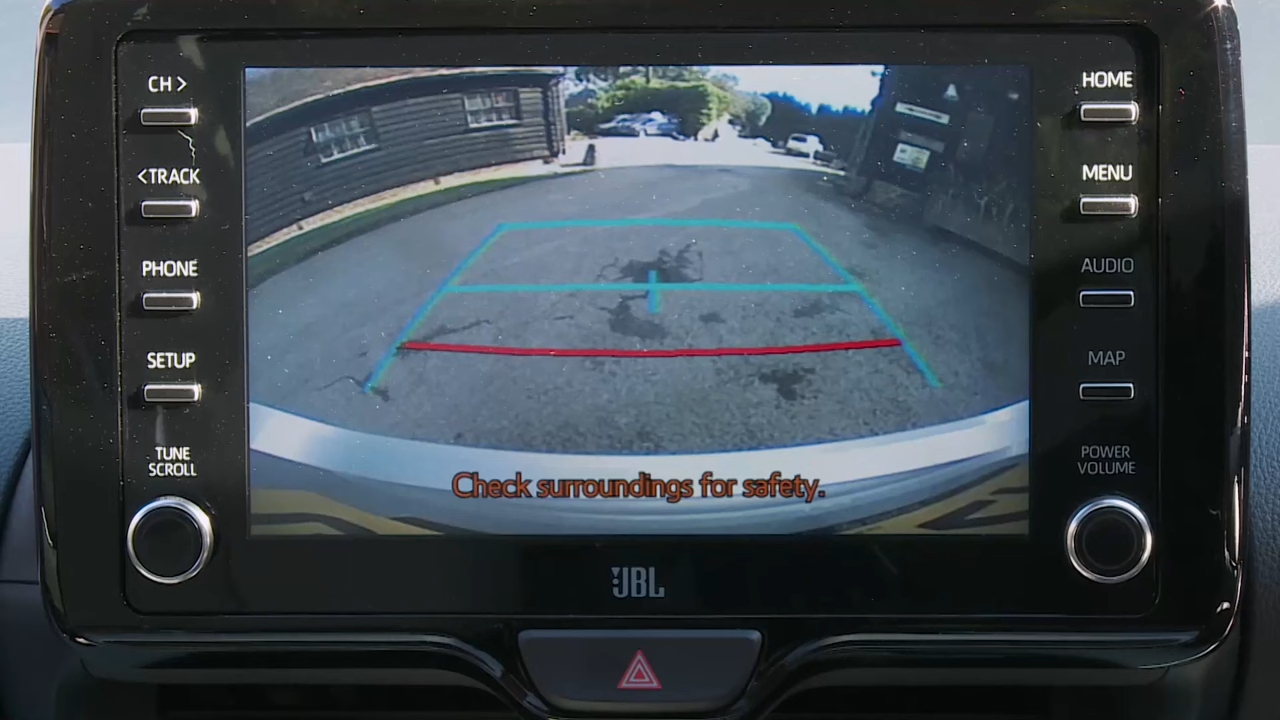 CH >
< TRACK
PHONE
SETUP
TUNE
SCROLL
HOME
MENU
AUDIO
MAP
POWER
VOLUME
Check surroundings for safety.
JBL